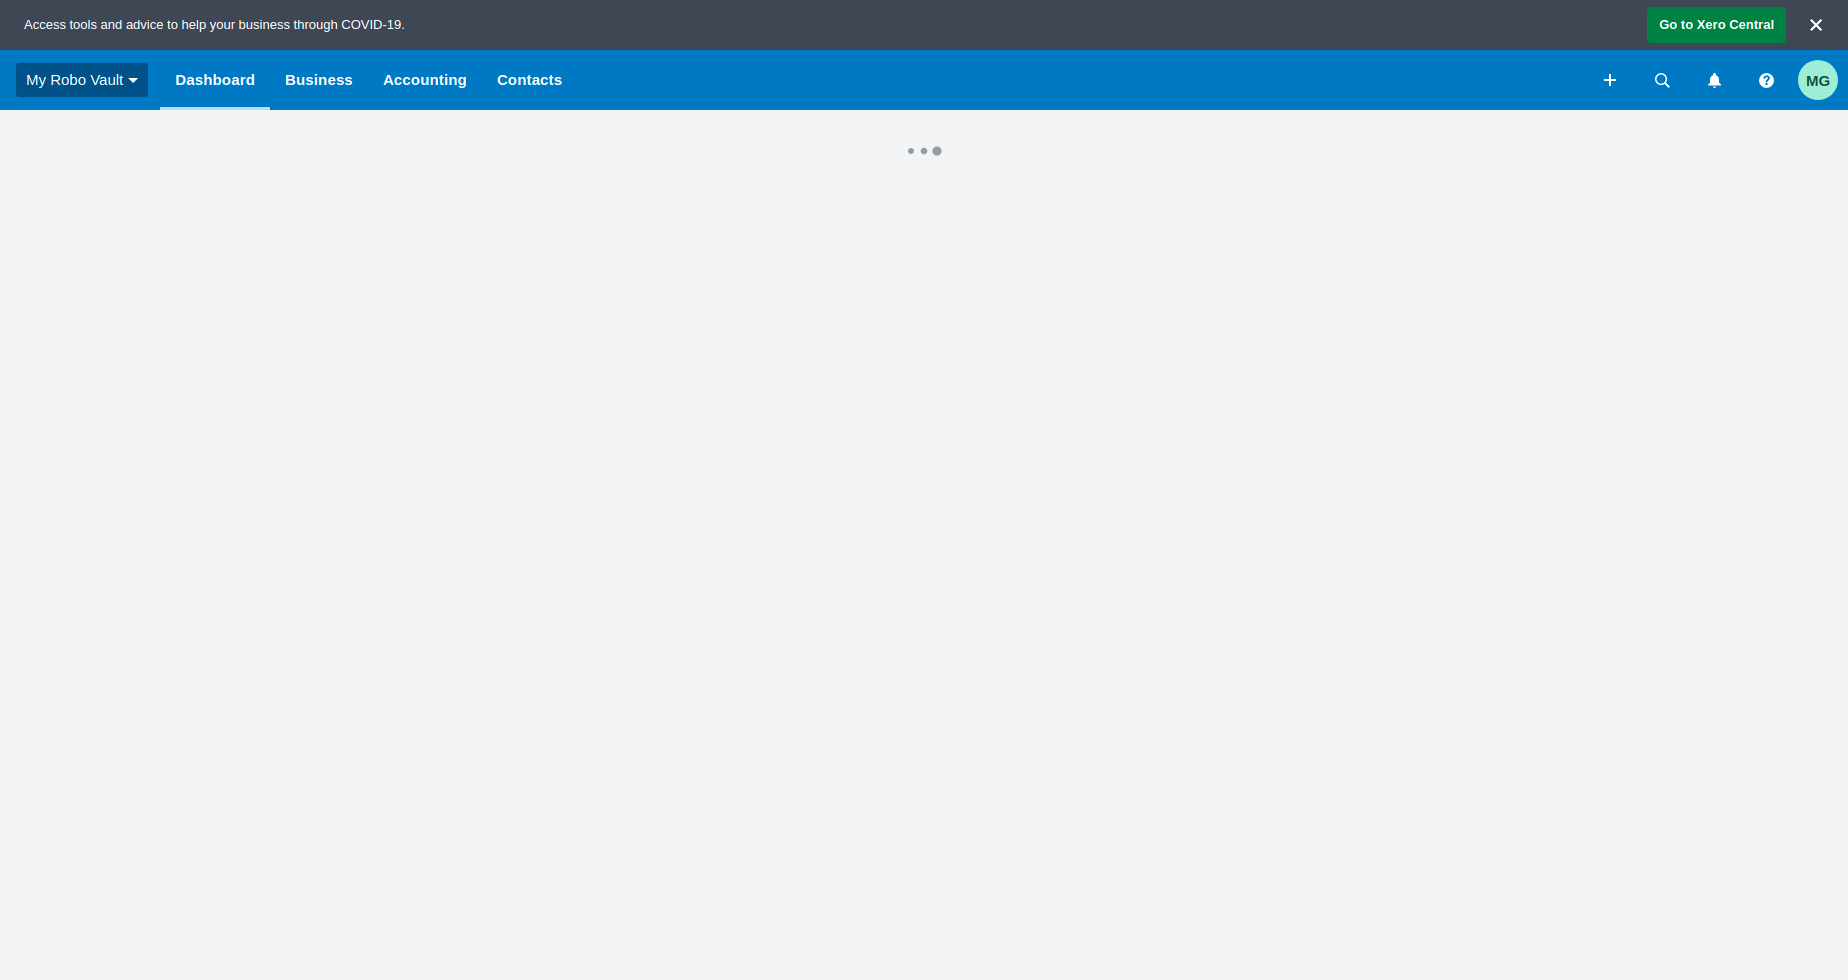 Access tools and advice to help your business through COVID-19.
Go to Xero Central
My Robo Vault
Dashboard
Business
Accounting
Contacts
MG